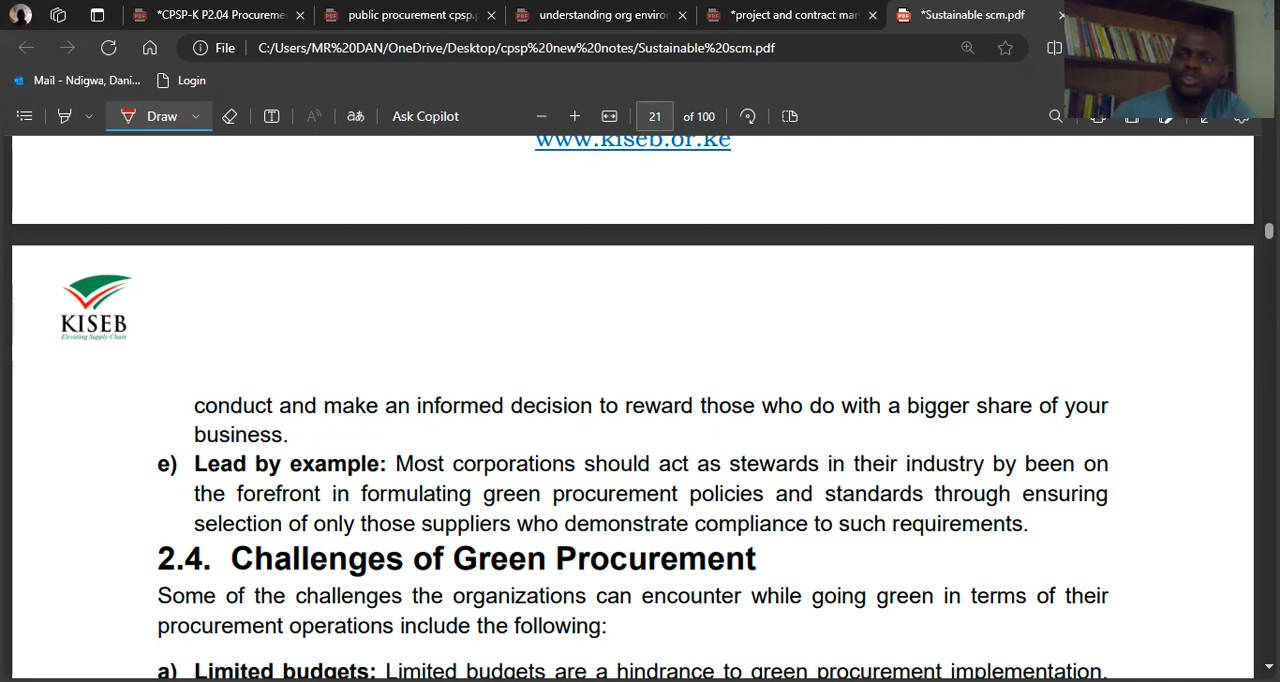 *CPSP-K P2.04 Procureme
public procurement cpsp.
understanding org enviro
*project and contract mar
*Sustainable scm.pdf
File
C:/Users/MR%20DAN/OneDrive/Desktop/cpsp%20new%20notes/Sustainable%20scm.pdf
Mail - Ndigwa, Dani...
Login
Draw
aあ
Ask Copilot
21
of 100
www.kiseb.or.ke
KISEB
Elevating Supply Chain
conduct and make an informed decision to reward those who do with a bigger share of your
business.
e) Lead by example: Most corporations should act as stewards in their industry by been on
the forefront in formulating green procurement policies and standards through ensuring
selection of only those suppliers who demonstrate compliance to such requirements.
2.4. Challenges of Green Procurement
Some of the challenges the organizations can encounter while going green in terms of their
procurement operations include the following:
a) Limited budgets: Limited budgets are a hindrance to green procurement implementation.